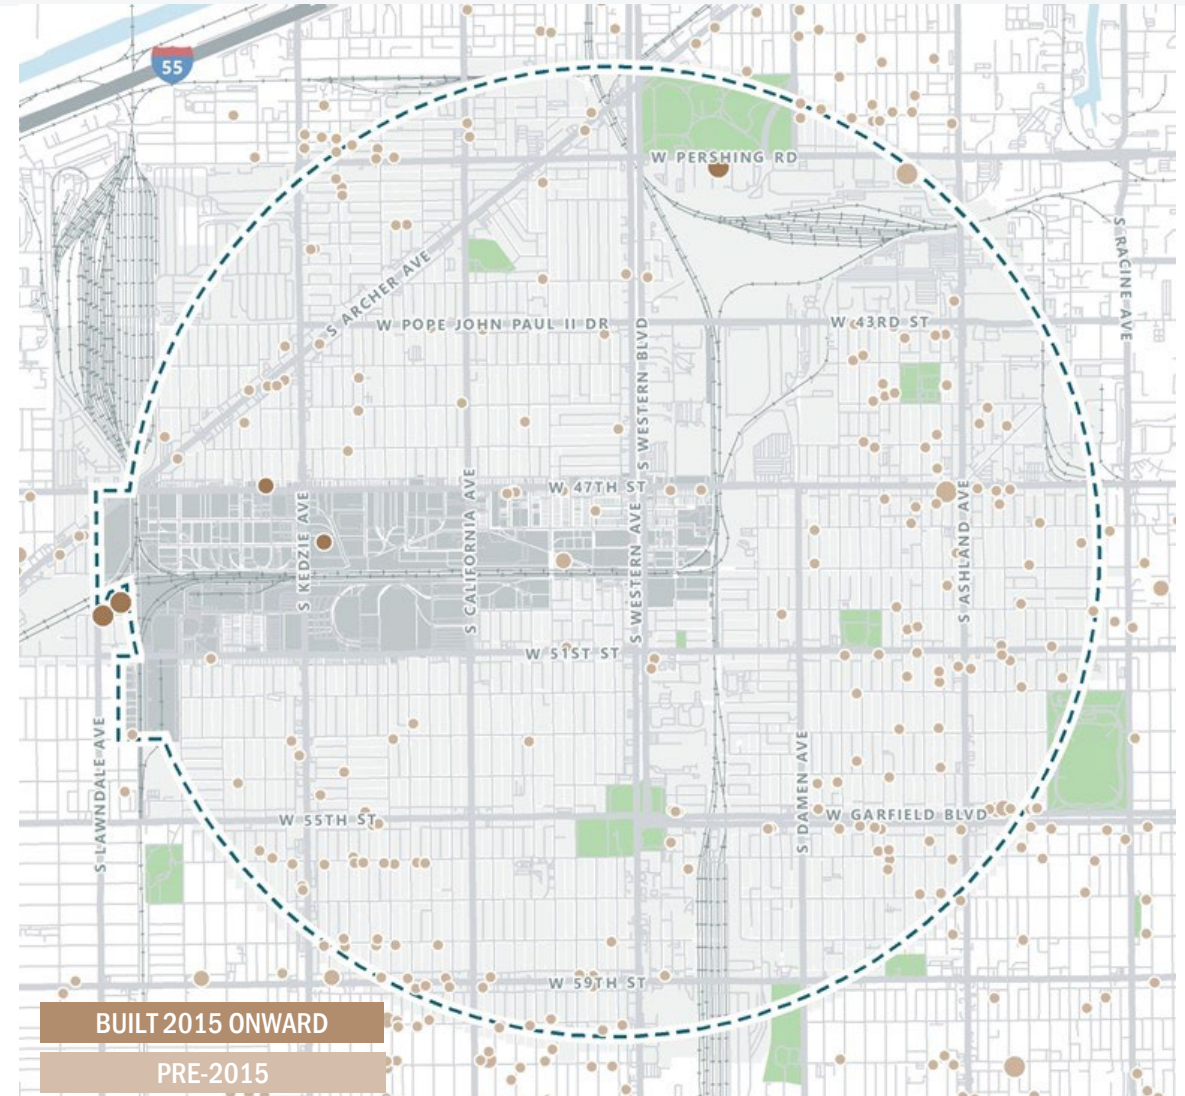 55
W PERSHING RD
S RACINE AVE
S ARCHER AVE
W POPE JOHN PAUL II DR
W 43RD ST
S WESTERN BLVD
W 47TH ST
S KEDZIE AVE
S CALIFORNIA AVE
S WESTERN AVE
S ASHLAND AVE
W 51ST ST
S LAWNDALE AVE
S DAMEN AVE
W 55TH ST
W GARFIELD BLVD
W 59TH ST
BUILT 2015 ONWARD
PRE-2015